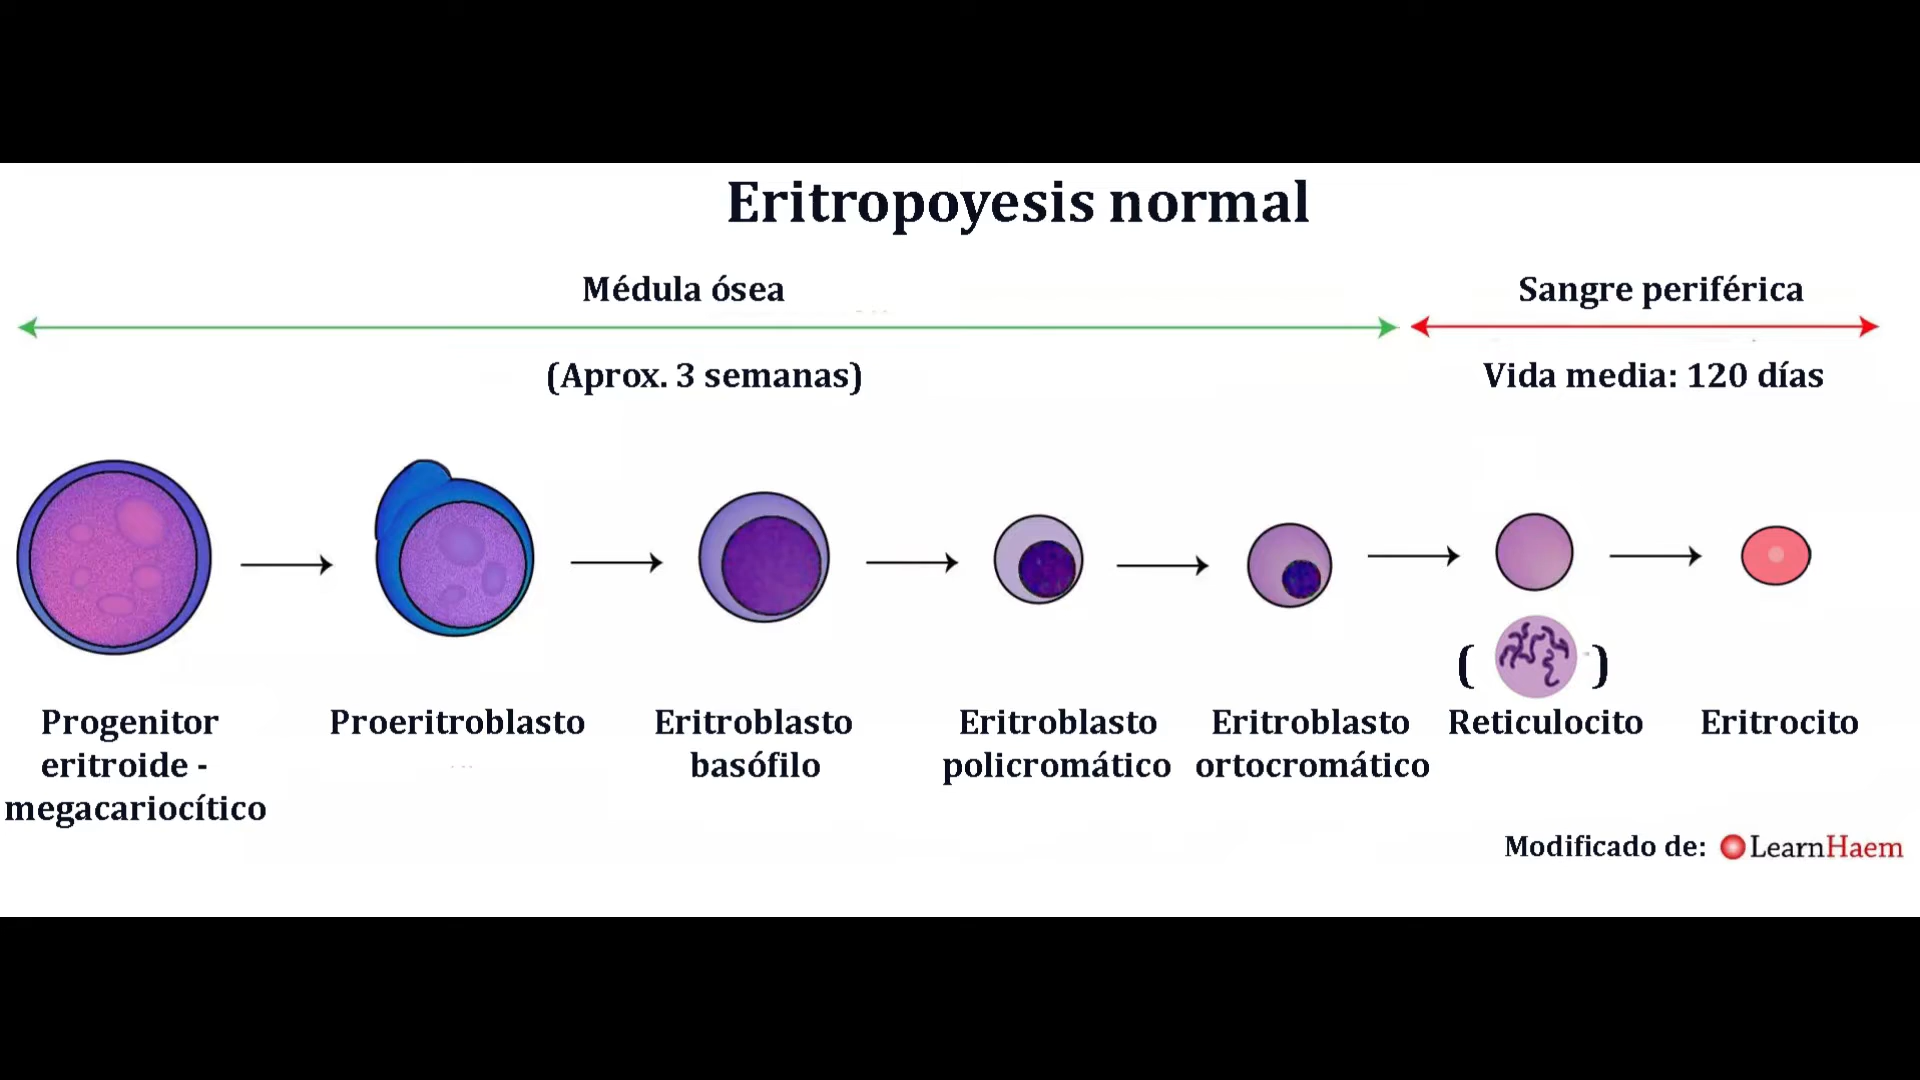 Eritropoyesis normal
Médula ósea
Sangre periférica
(Aprox. 3 semanas)
Vida media: 120 días
( )
Progenitor
eritroide -
megacariocítico
Proeritroblasto
Eritroblasto
basófilo
Eritroblasto
policromático
Eritroblasto
ortocromático
Reticulocito
Eritrocito
Modificado de: LearnHaem